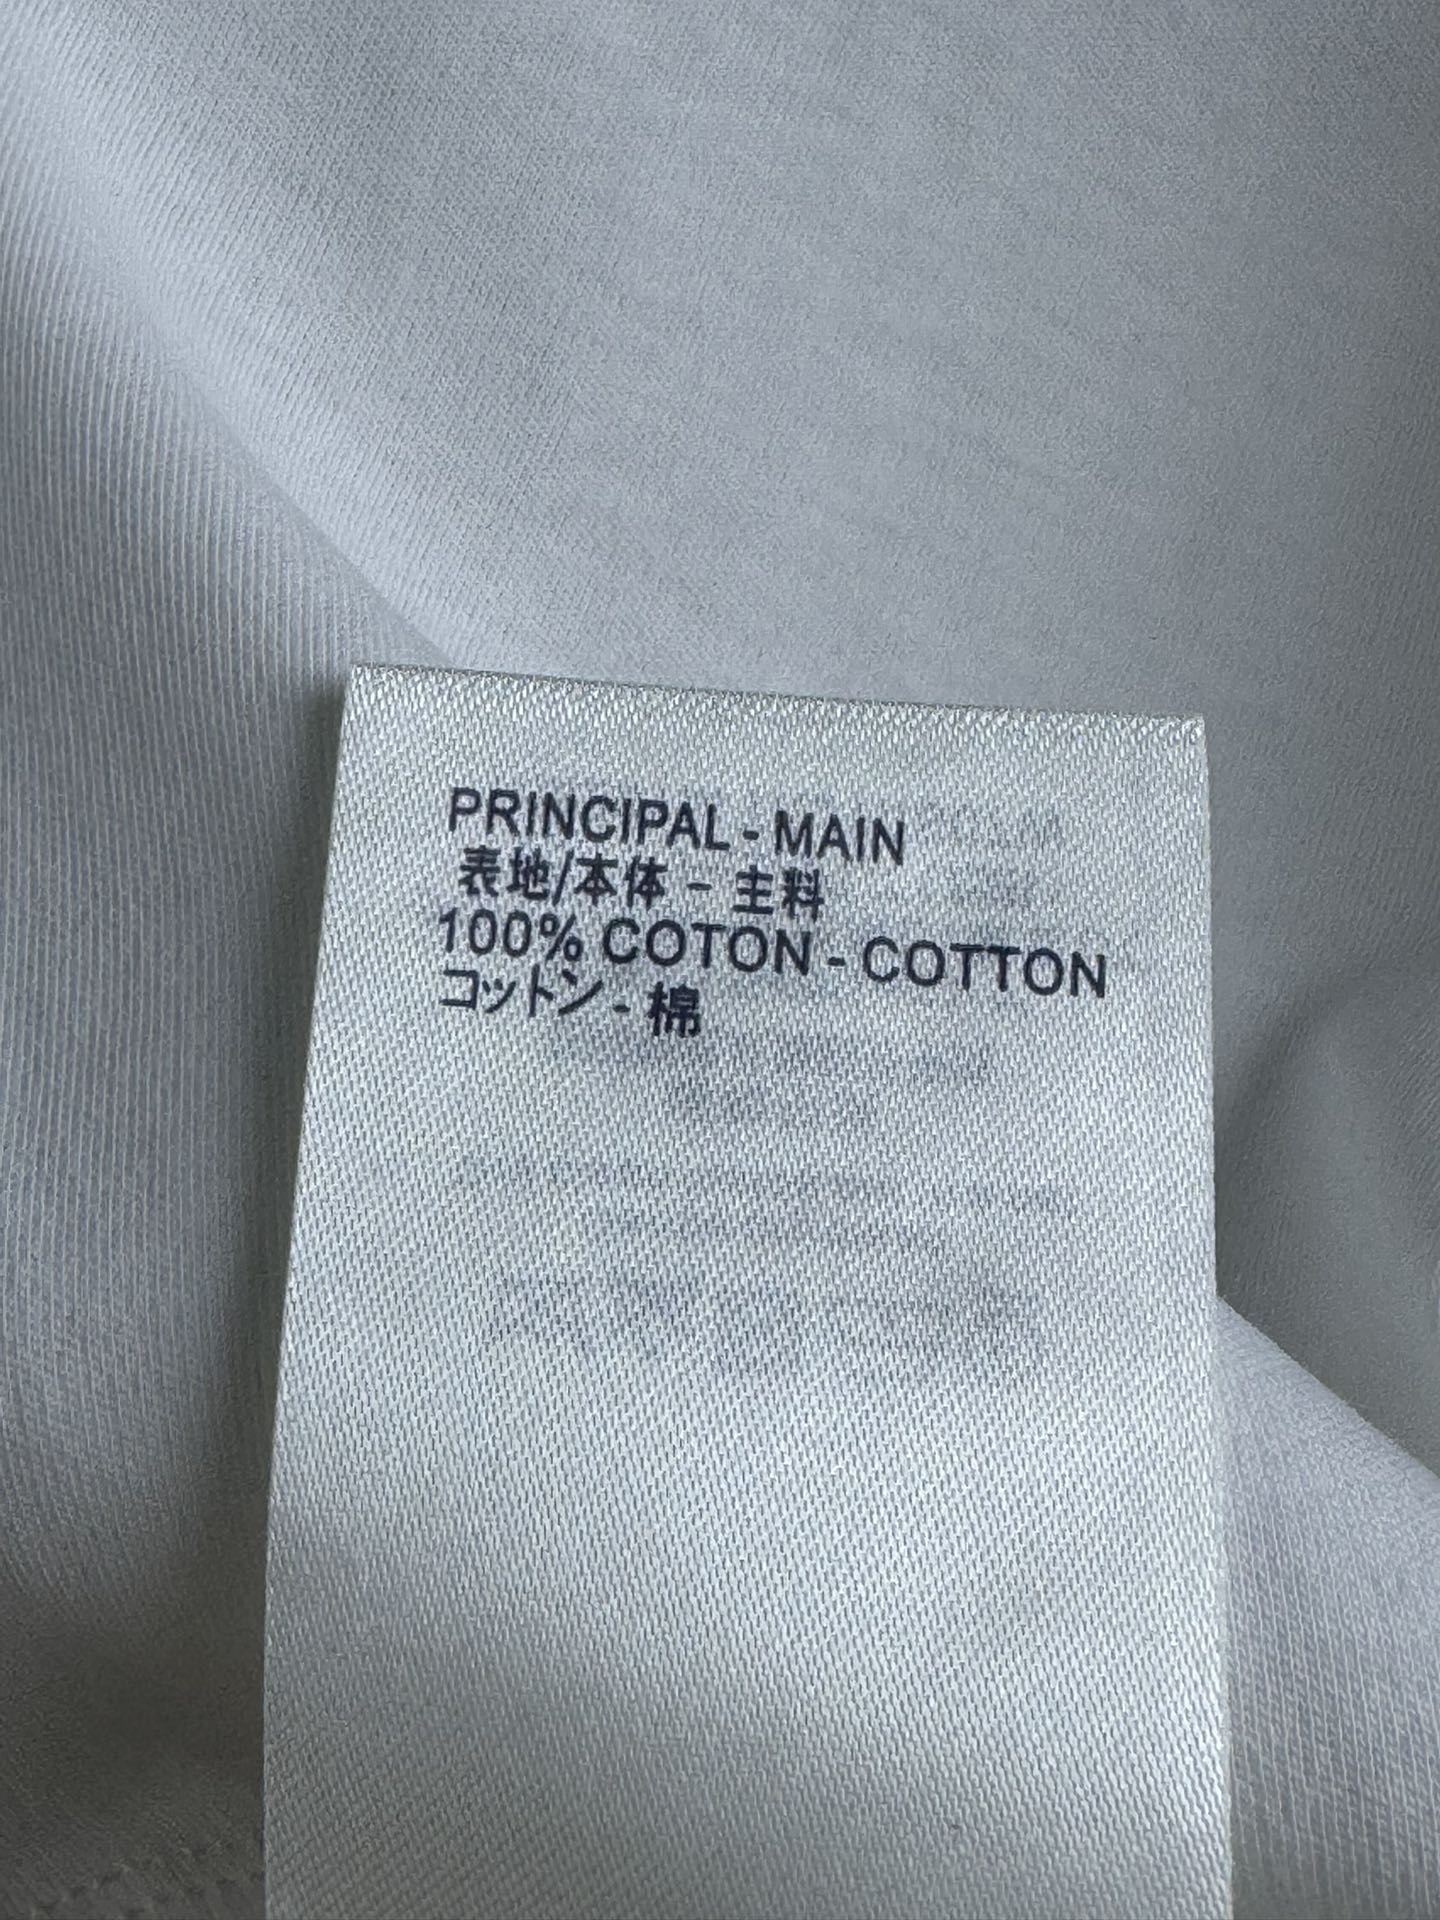 PRINCIPAL - MAIN
表地/本体 - 主料
100% COTON - COTTON
コットン - 棉